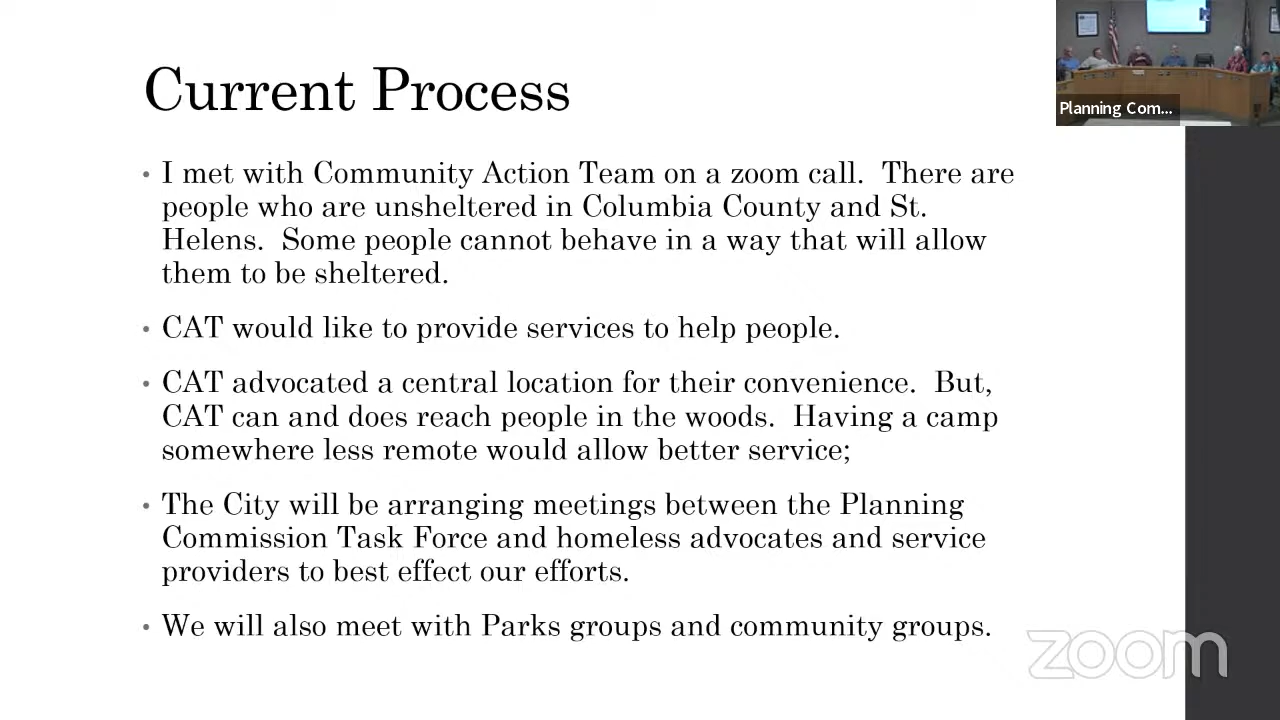 Current Process
• I met with Community Action Team on a zoom call.  There are
people who are unsheltered in Columbia County and St.
Helens.  Some people cannot behave in a way that will allow
them to be sheltered.
• CAT would like to provide services to help people.
• CAT advocated a central location for their convenience.  But,
CAT can and does reach people in the woods.  Having a camp
somewhere less remote would allow better service;
• The City will be arranging meetings between the Planning
Commission Task Force and homeless advocates and service
providers to best effect our efforts.
• We will also meet with Parks groups and community groups.
Planning Com...
zoom